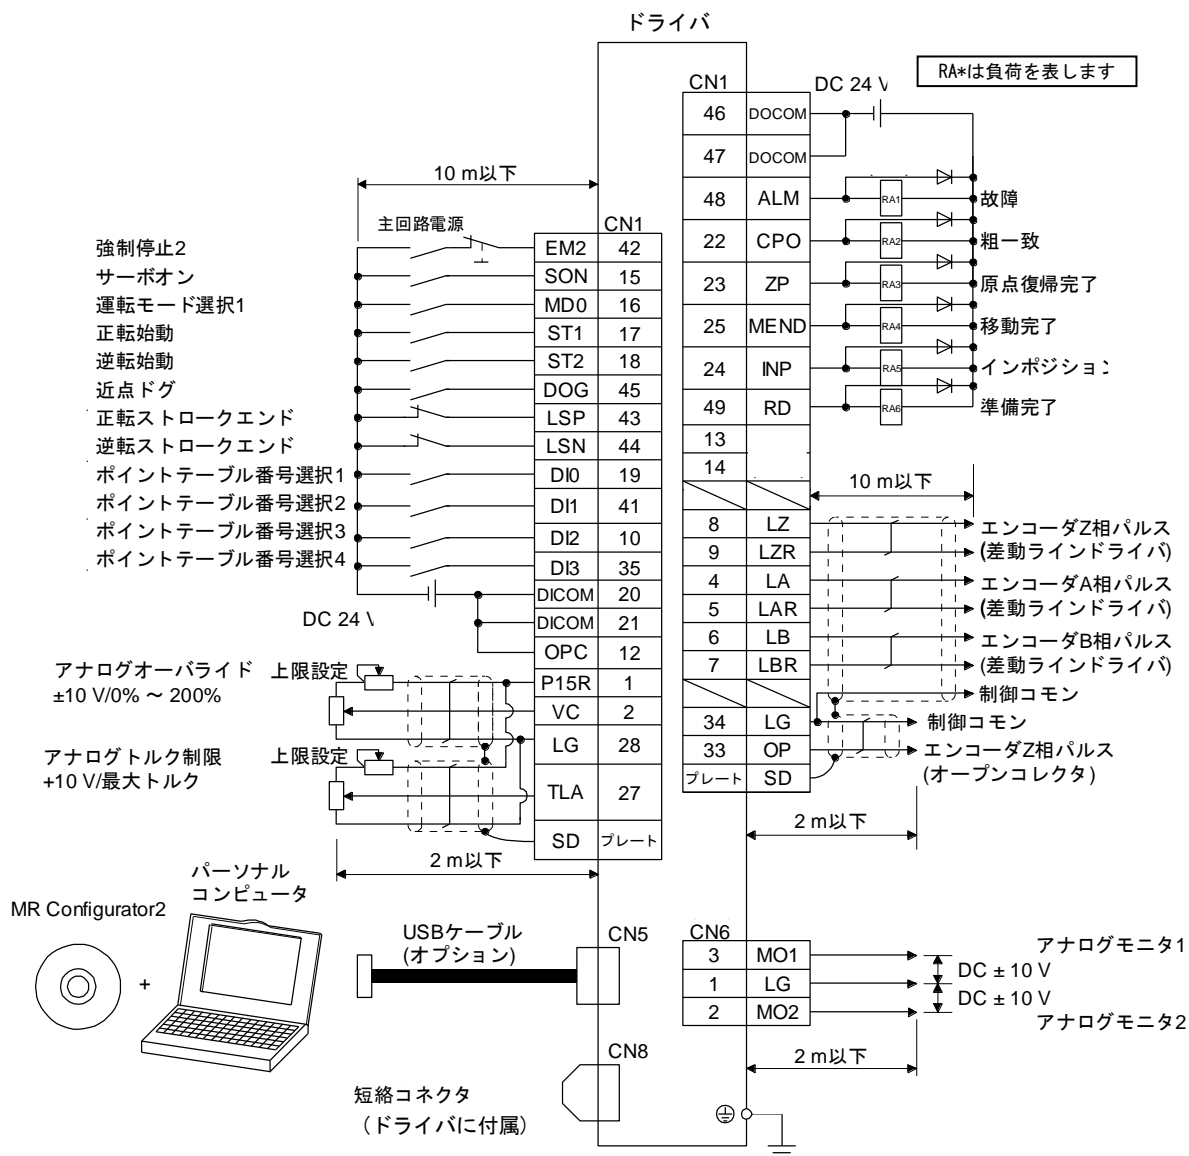 ドライバ
RA*は負荷を表します
CN1
DC 24 V
46 DOCOM
47 DOCOM
48 ALM RA1 故障
22 CPO RA2 粗一致
23 ZP RA3 原点復帰完了
25 MEND RA4 移動完了
24 INP RA5 インポジション
49 RD RA6 準備完了
13
14
10 m以下
8 LZ エンコーダZ相パルス
9 LZR (差動ラインドライバ)
4 LA エンコーダA相パルス
5 LAR (差動ラインドライバ)
6 LB エンコーダB相パルス
7 LBR (差動ラインドライバ)
制御コモン
34 LG 制御コモン
33 OP エンコーダZ相パルス
(オープンコレクタ)
プレート SD
2 m以下
10 m以下
主回路電源
CN1
強制停止2 EM2 42
サーボオン SON 15
運転モード選択1 MD0 16
正転始動 ST1 17
逆転始動 ST2 18
近点ドグ DOG 45
正転ストロークエンド LSP 43
逆転ストロークエンド LSN 44
ポイントテーブル番号選択1 DI0 19
ポイントテーブル番号選択2 DI1 41
ポイントテーブル番号選択3 DI2 10
ポイントテーブル番号選択4 DI3 35
DICOM 20
DC 24 V
DICOM 21
OPC 12
アナログオーバライド
±10 V/0% ～ 200%
上限設定
P15R 1
VC 2
LG 28
アナログトルク制限
+10 V/最大トルク
上限設定
TLA 27
SD プレート
2 m以下
MR Configurator2
パーソナル
コンピュータ
+
USBケーブル
(オプション)
CN5
CN8
短絡コネクタ
(ドライバに付属)
CN6
3 MO1 アナログモニタ1
DC ± 10 V
1 LG
DC ± 10 V
2 MO2 アナログモニタ2
2 m以下